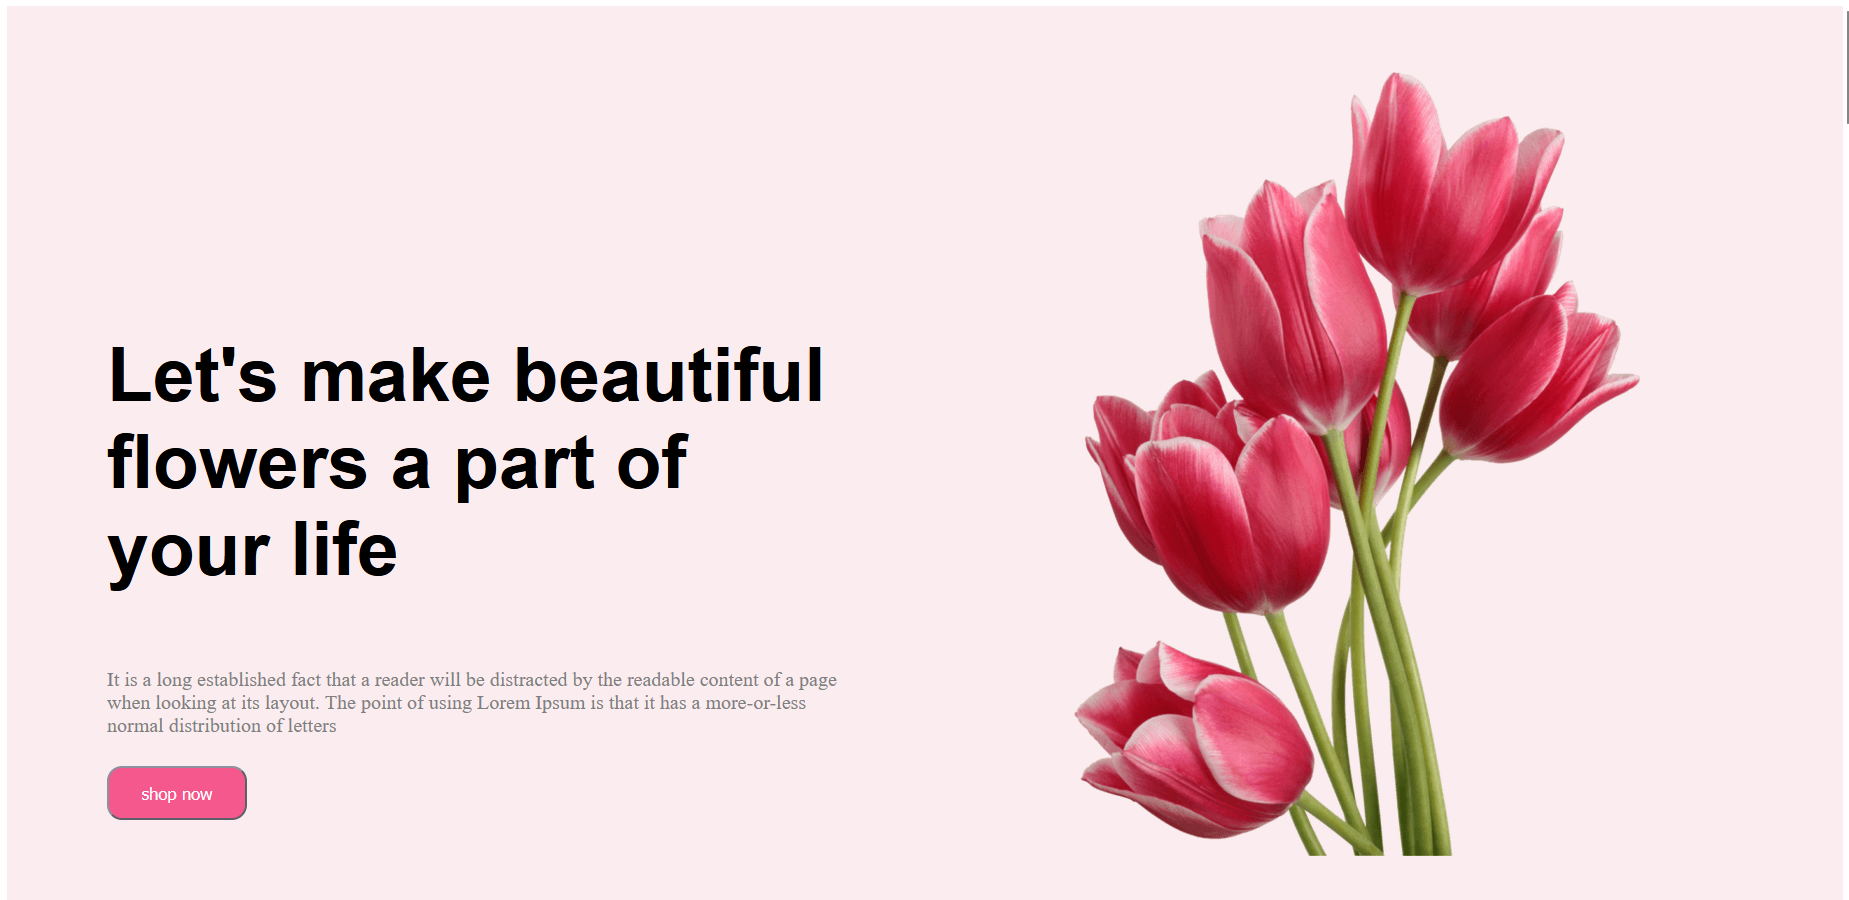 Let's make beautiful
flowers a part of
your life
It is a long established fact that a reader will be distracted by the readable content of a page
when looking at its layout. The point of using Lorem Ipsum is that it has a more-or-less
normal distribution of letters
shop now